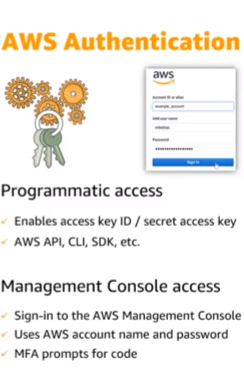 AWS Authentication
aws
Account ID or alias
example_account
IAM user name
Password
Sign In
Programmatic access
Enables access key ID / secret access key
AWS API, CLI, SDK, etc.
Management Console access
Sign-in to the AWS Management Console
Uses AWS account name and password
MFA prompts for code